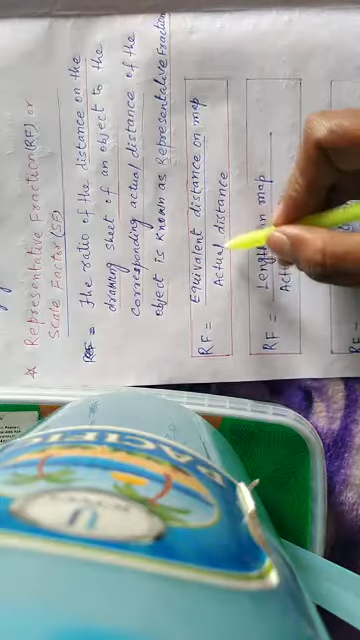 * Representative Fraction (RF) or
Scale Factor (SF)
RF = the ratio of the distance on the
drawing sheet of an object to the
corresponding actual distance of the
object is known as Representative Fraction
RF = Equivalent distance on map
Actual distance
RF = on map
RF =
PACIFIC
U